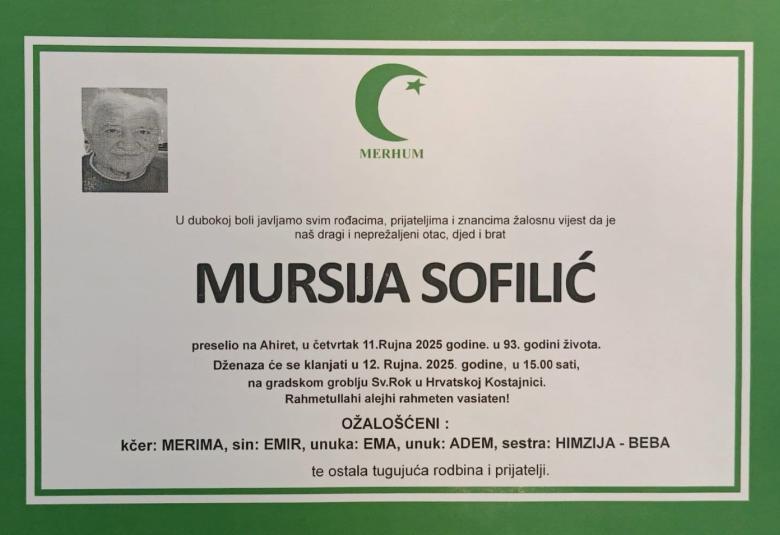 MERHUM
U dubokoj boli javljamo svim rođacima, prijateljima i znancima žalosnu vijest da je
naš dragi i neprežaljeni otac, djed i brat
MURSIJA SOFILIĆ
preselio na Ahiret, u četvrtak 11.Rujna 2025 godine. u 93. godini života.
Dženaza će se klanjati u 12. Rujna. 2025. godine, u 15.00 sati,
na gradskom groblju Sv.Rok u Hrvatskoj Kostajnici.
Rahmetullahi alejhi rahmeten vasiaten!
OŽALOŠĆENI :
kčer: MERIMA, sin: EMIR, unuka: EMA, unuk: ADEM, sestra: HIMZIJA - BEBA
te ostala tugujuća rodbina i prijatelji.